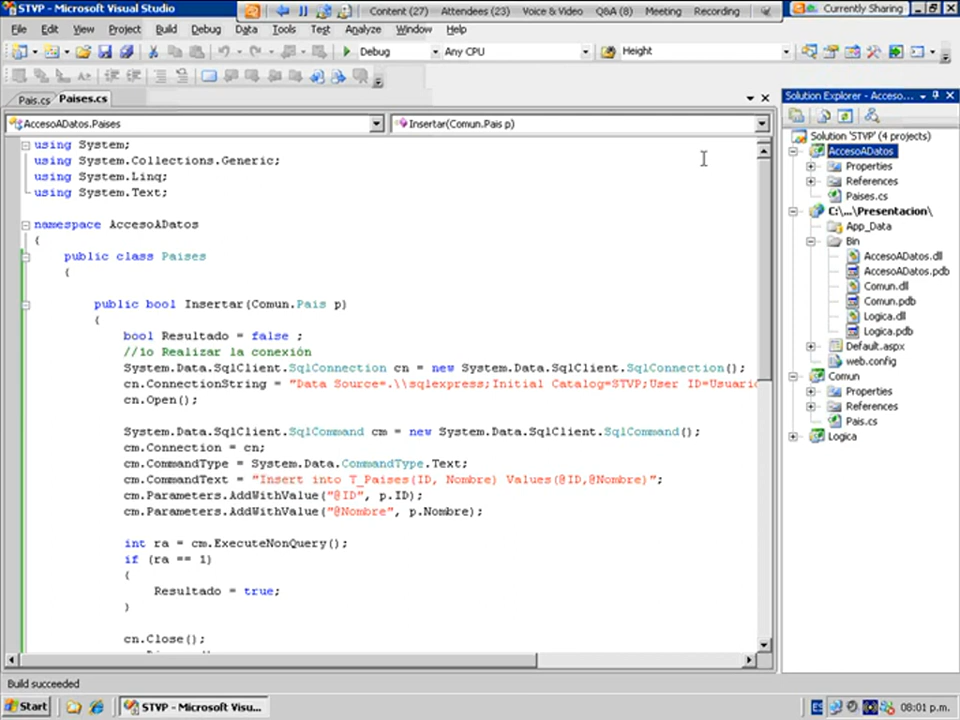 STVP - Microsoft Visual Studio
Content (27)
Attendees (23)
Voice & Video
Q&A (8)
Meeting
Recording
Currently Sharing
File Edit View Project Build Debug Data Tools Test Analyze Window Help
Debug
Any CPU
Height
Pais.cs
Paises.cs
AccesoADatos.Paises
Insertar(Comun.Pais p)
using System;
using System.Collections.Generic;
using System.Linq;
using System.Text;
namespace AccesoADatos
{
public class Paises
{
public bool Insertar(Comun.Pais p)
{
bool Resultado = false ;
//1o Realizar la conexión
System.Data.SqlClient.SqlConnection cn = new System.Data.SqlClient.SqlConnection();
cn.ConnectionString = "Data Source=.\\sqlexpress;Initial Catalog=STVP;User ID=Usuario
cn.Open();
System.Data.SqlClient.SqlCommand cm = new System.Data.SqlClient.SqlCommand();
cm.Connection = cn;
cm.CommandType = System.Data.CommandType.Text;
cm.CommandText = "Insert into T_Paises(ID, Nombre) Values(@ID,@Nombre)";
cm.Parameters.AddWithValue("@ID", p.ID);
cm.Parameters.AddWithValue("@Nombre", p.Nombre);
int ra = cm.ExecuteNonQuery();
if (ra == 1)
{
Resultado = true;
}
cn.Close();
Solution Explorer - Acceso...
Solution 'STVP' (4 projects)
AccesoADatos
Properties
References
Paises.cs
C:\...\Presentacion\
App_Data
Bin
AccesoADatos.dll
AccesoADatos.pdb
Comun.dll
Comun.pdb
Logica.dll
Logica.pdb
Default.aspx
web.config
Comun
Properties
References
Pais.cs
Logica
Build succeeded
Start
STVP - Microsoft Visu...
ES
08:01 p.m.